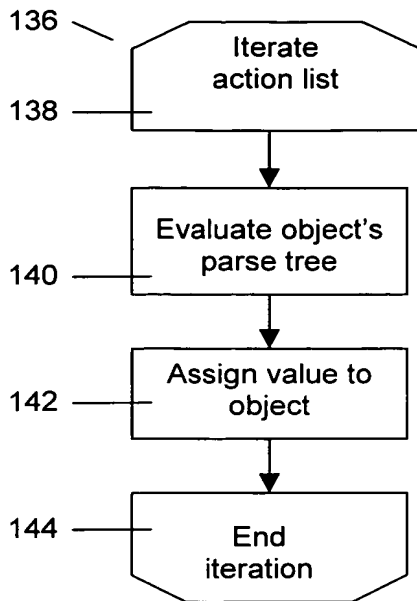 136
Iterate
action list
138
Evaluate object's
parse tree
140
Assign value to
object
142
144
End
iteration